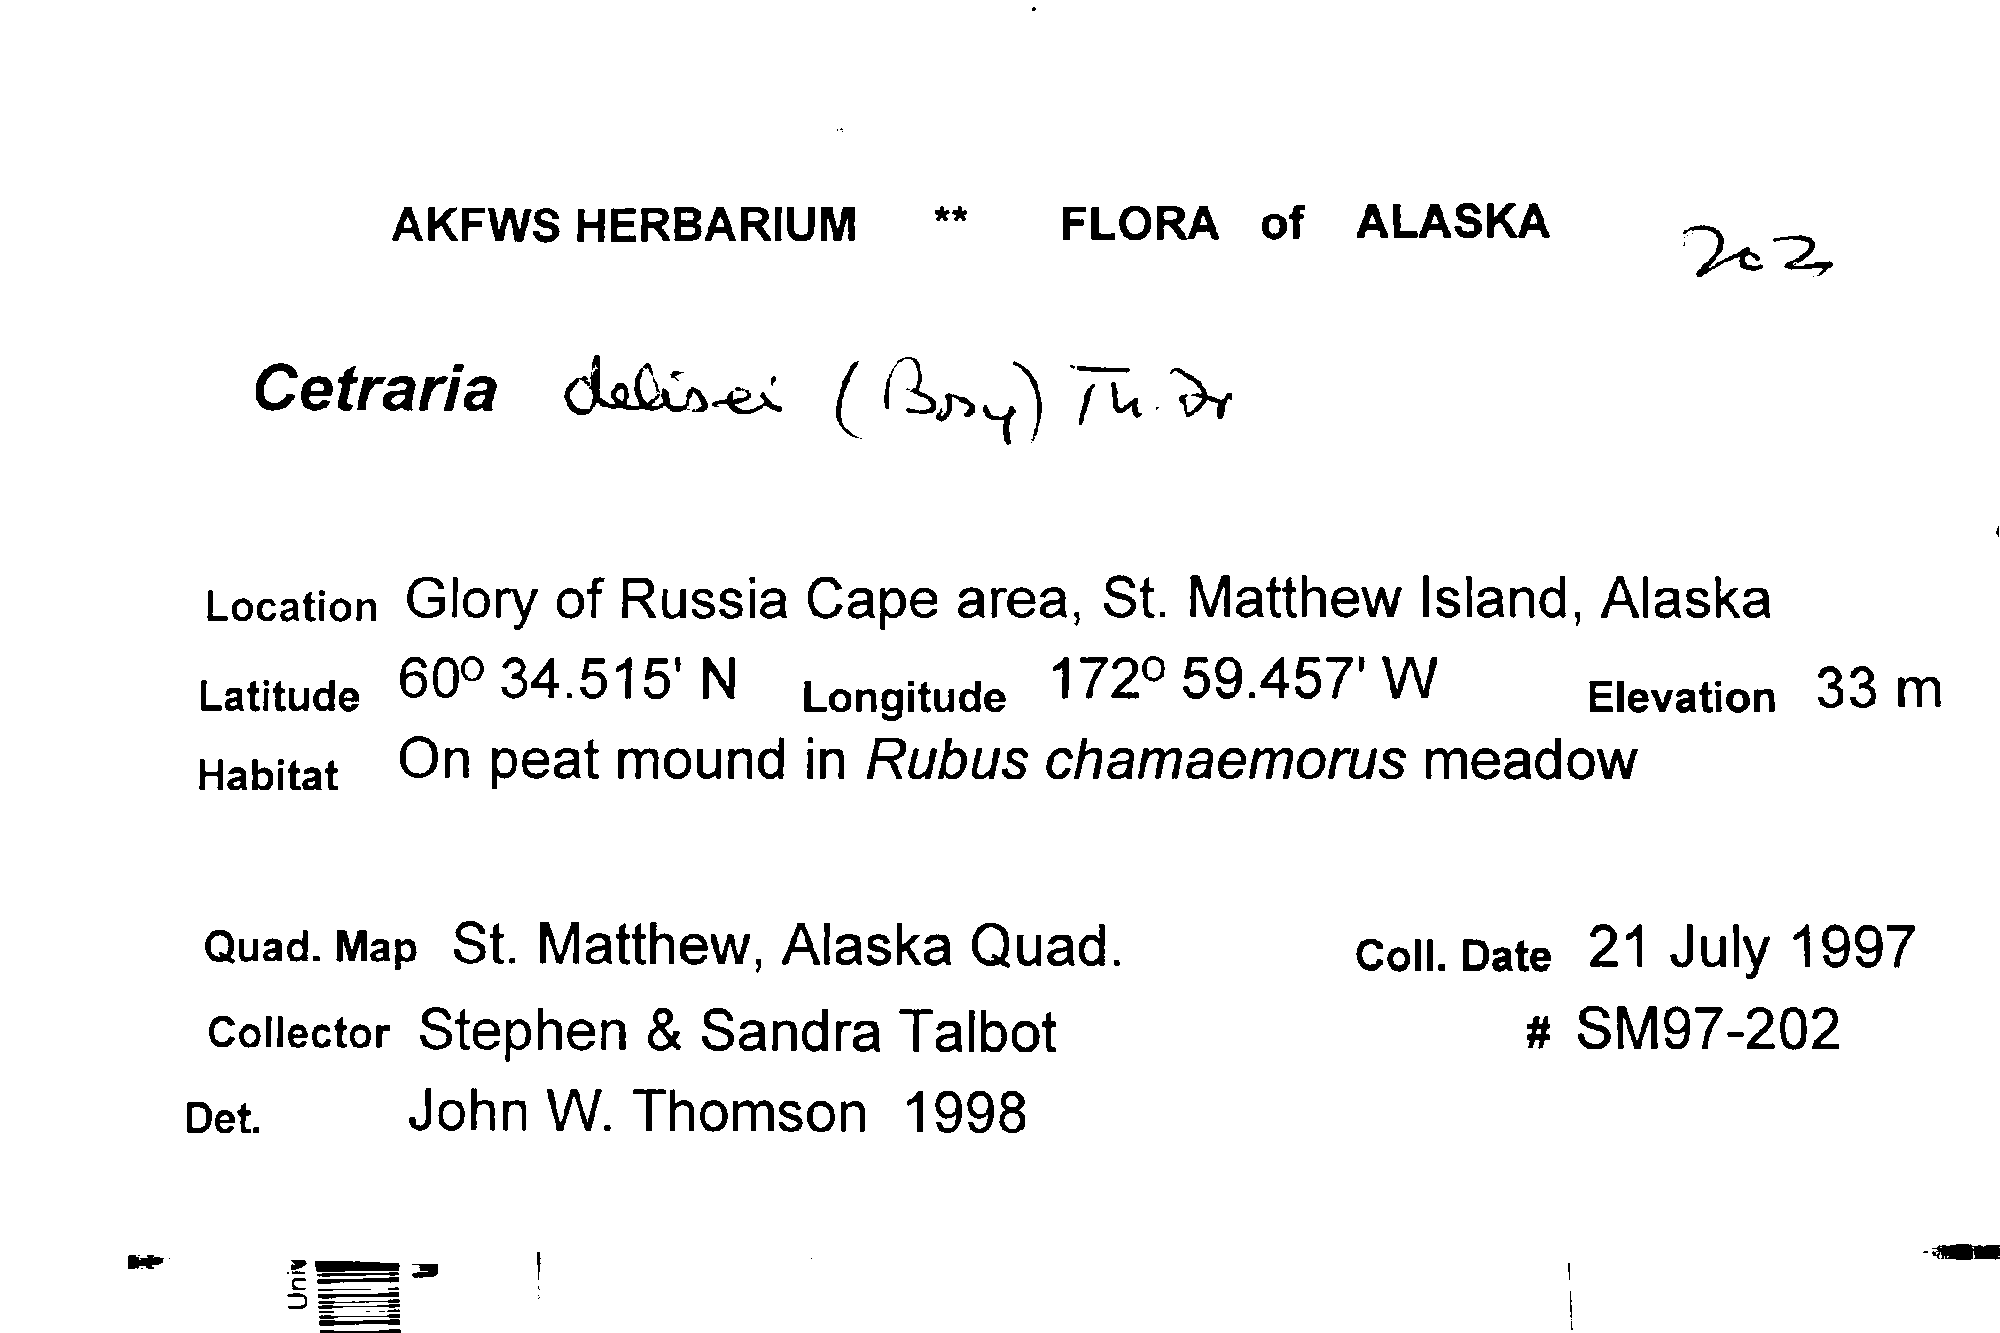 AKFWS HERBARIUM ** FLORA of ALASKA
202
Cetraria delisei (Bory) Th. Fr
Location Glory of Russia Cape area, St. Matthew Island, Alaska
Latitude 60º 34.515' N Longitude 172º 59.457' W Elevation 33 m
Habitat On peat mound in Rubus chamaemorus meadow
Quad. Map St. Matthew, Alaska Quad. Coll. Date 21 July 1997
Collector Stephen & Sandra Talbot # SM97-202
Det. John W. Thomson 1998
Univ